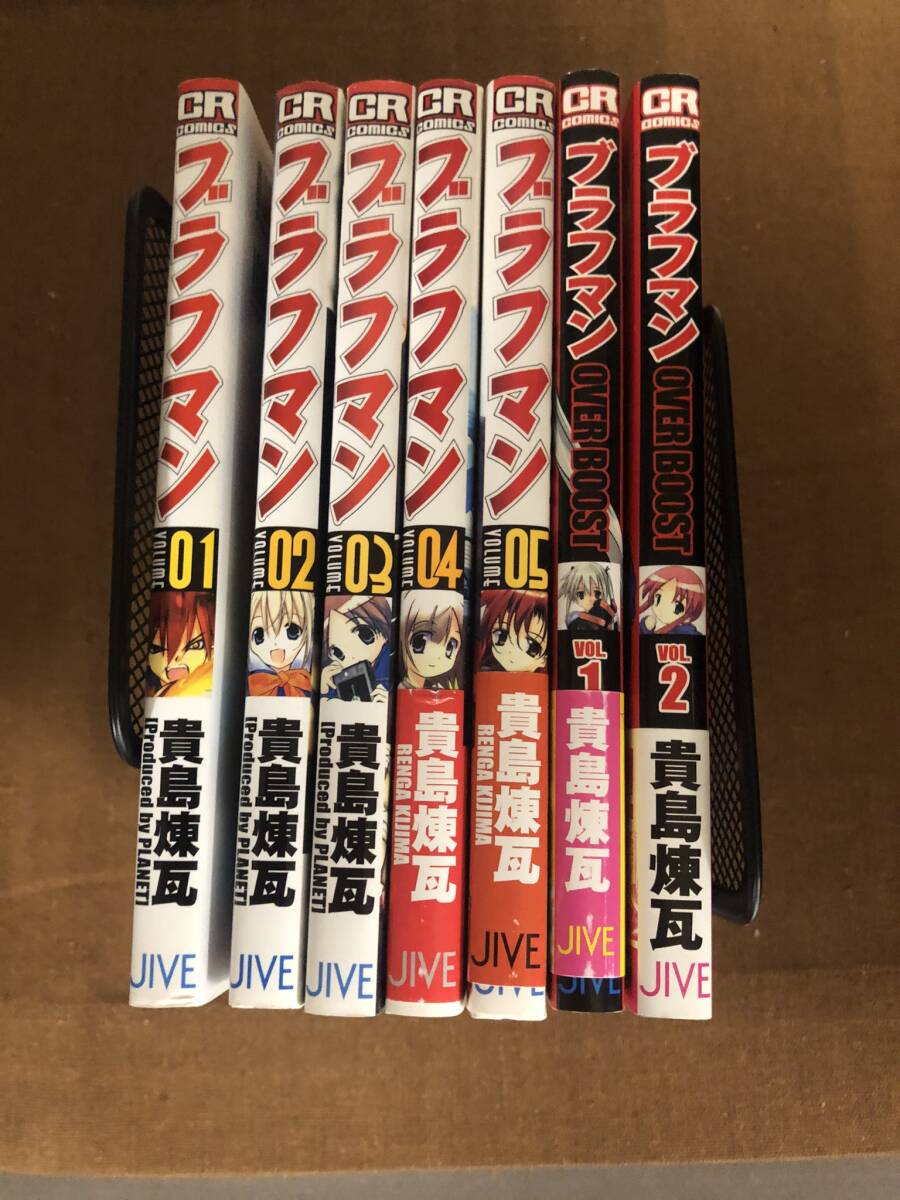 CR
COMICS
ブラフマン
VOLUME 01
貴島煉瓦
[Produced by PLANET]
JIVE
CR
COMICS
ブラフマン
VOLUME 02
貴島煉瓦
[Produced by PLANET]
JIVE
CR
COMICS
ブラフマン
VOLUME 03
貴島煉瓦
[Produced by PLANET]
JIVE
CR
COMICS
ブラフマン
VOLUME 04
貴島煉瓦
RENGA KIJIMA
JIVE
CR
COMICS
ブラフマン
VOLUME 05
貴島煉瓦
RENGA KIJIMA
JIVE
CR
COMICS
ブラフマン OVER BOOST
VOL.
1
貴島煉瓦
JIVE
CR
COMICS
ブラフマン OVER BOOST
VOL.
2
貴島煉瓦
JIVE